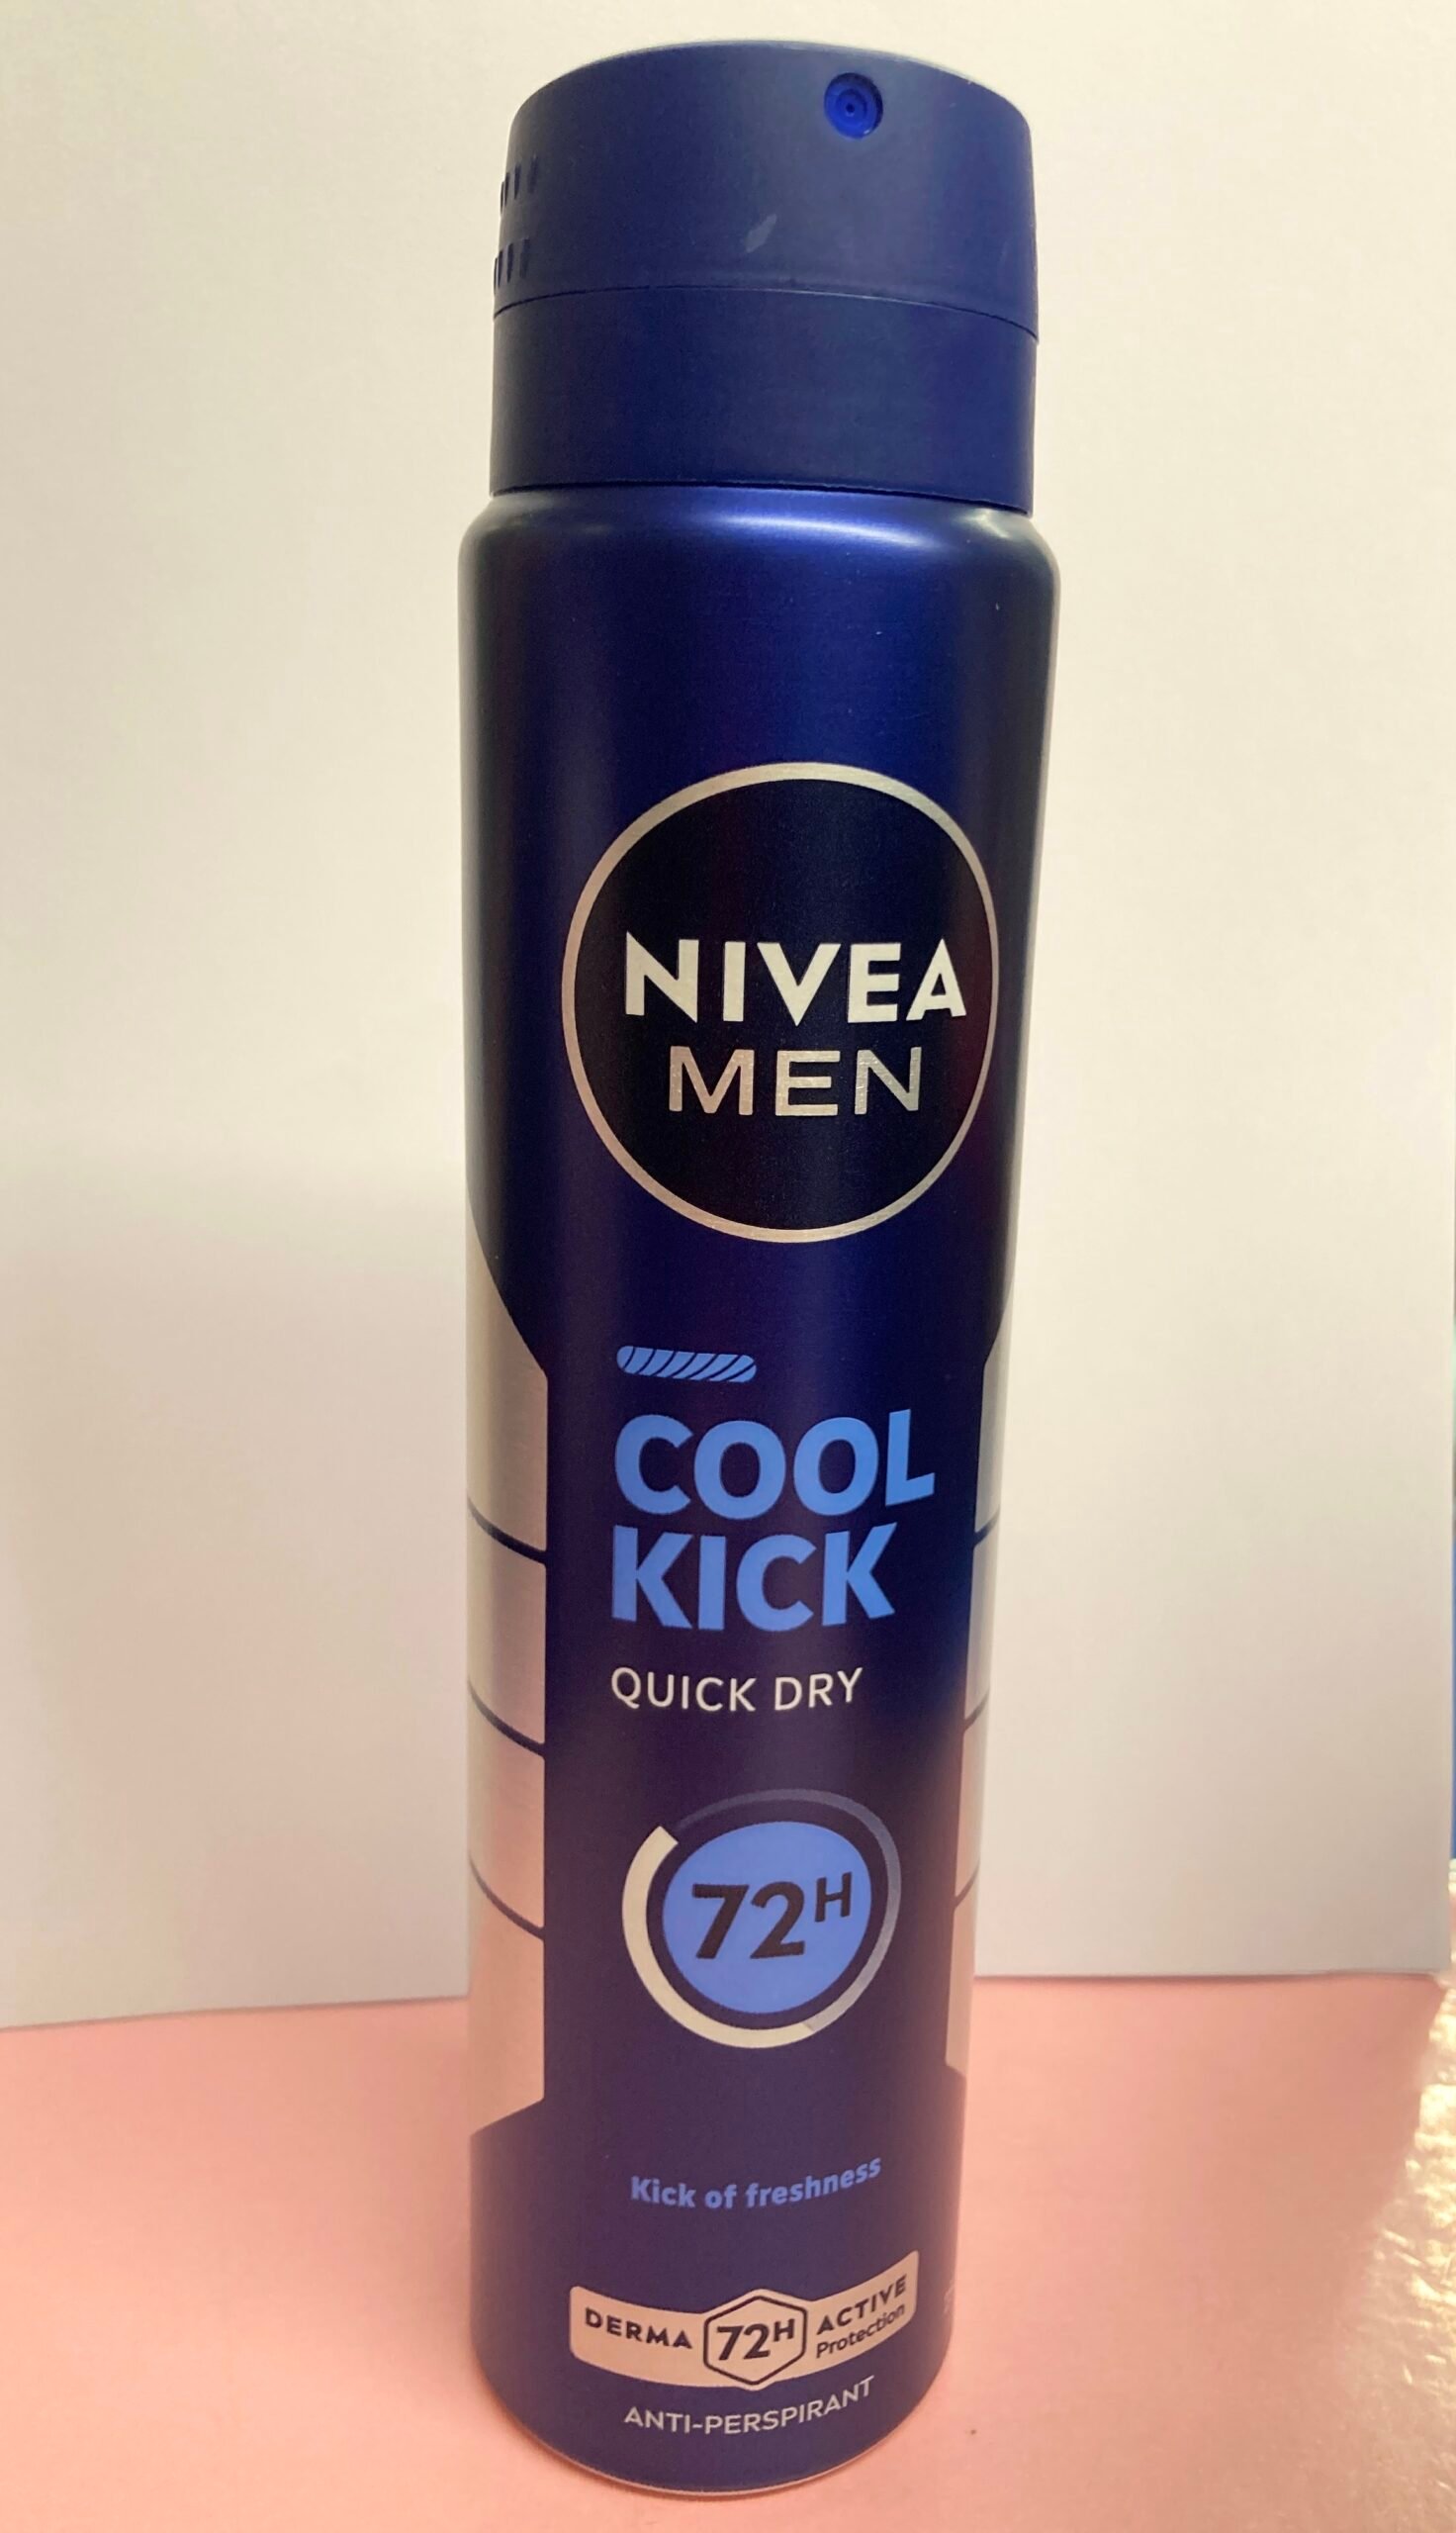 NIVEA
MEN
COOL
KICK
QUICK DRY
72H
Kick of freshness
DERMA 72H ACTIVE
Protection
ANTI-PERSPIRANT